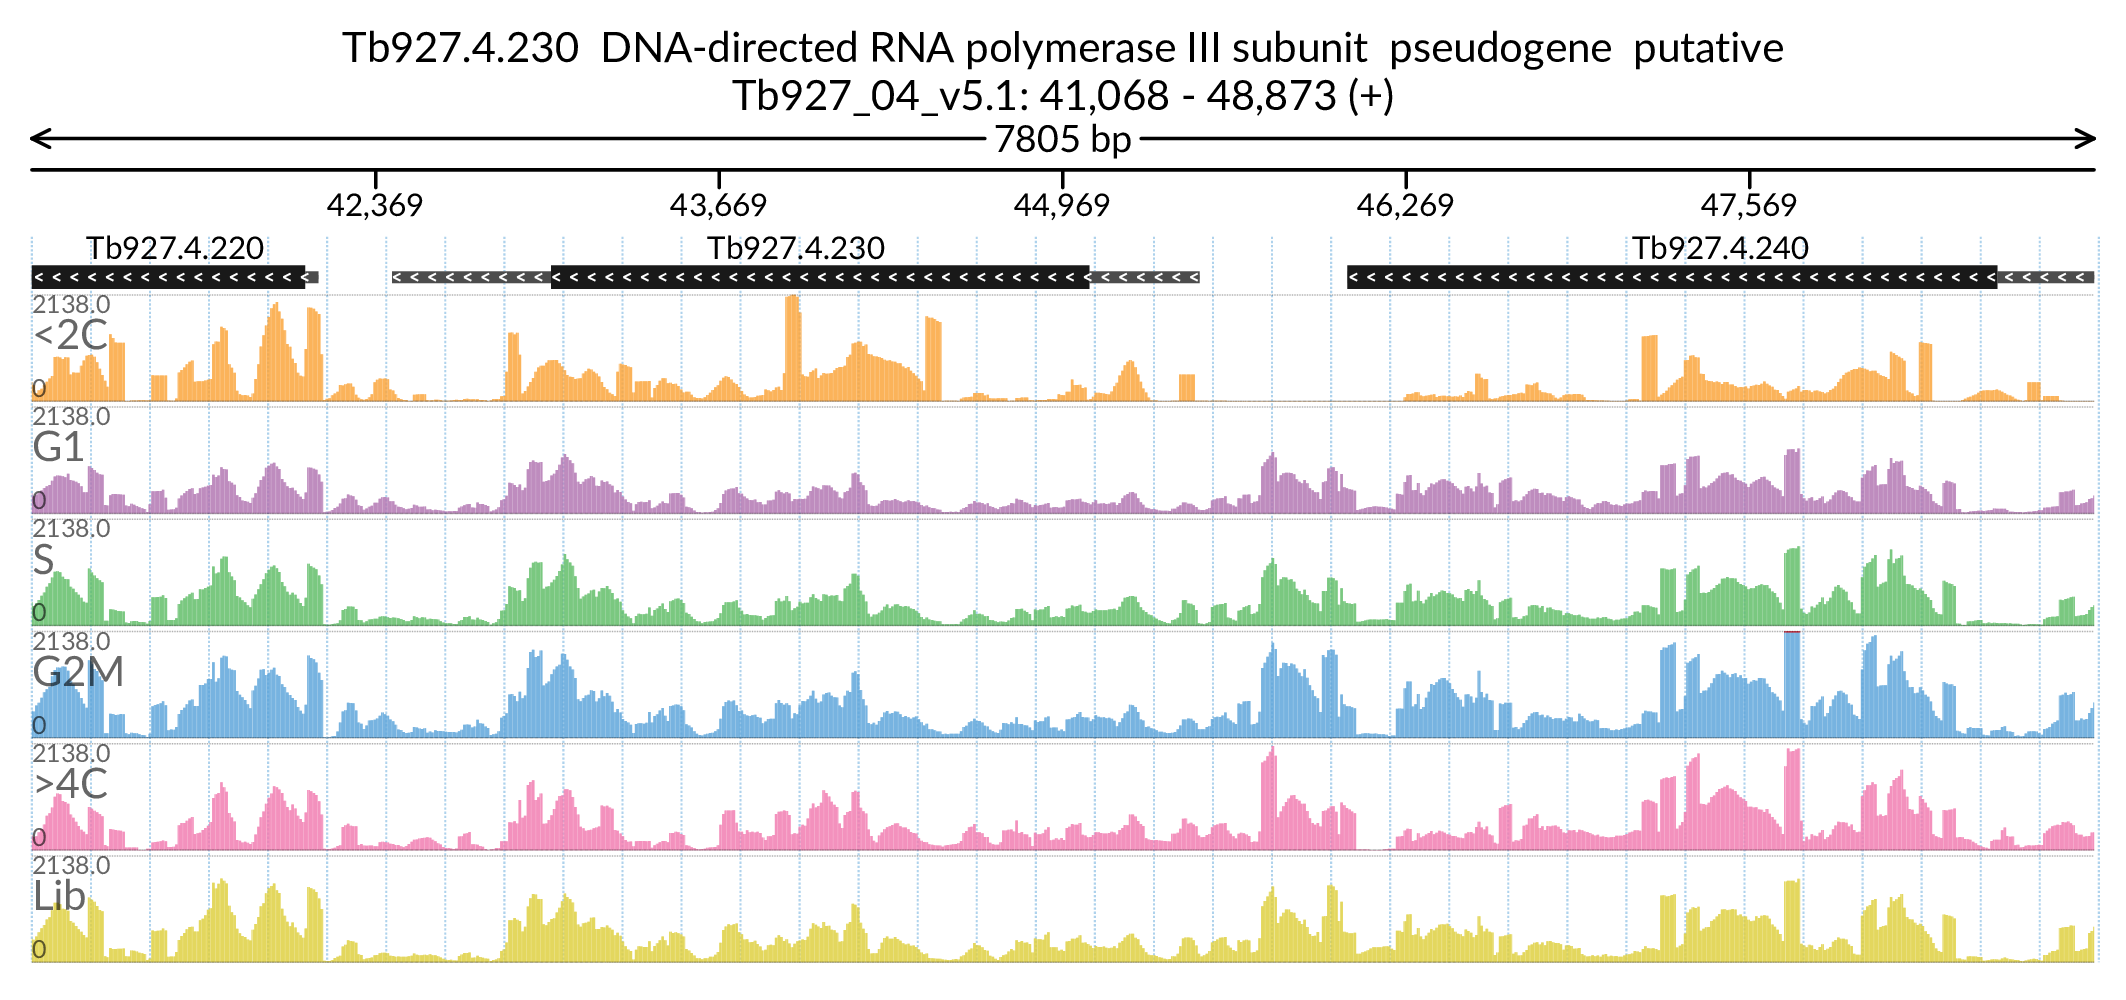 Tb927.4.230 DNA-directed RNA polymerase III subunit pseudogene putative
Tb927_04_v5.1: 41,068 - 48,873 (+)
7805 bp
42,369 43,669 44,969 46,269 47,569
Tb927.4.220 Tb927.4.230 Tb927.4.240
2138.0
<2C
0
2138.0
G1
0
2138.0
S
0
2138.0
G2M
0
2138.0
>4C
0
2138.0
Lib
0